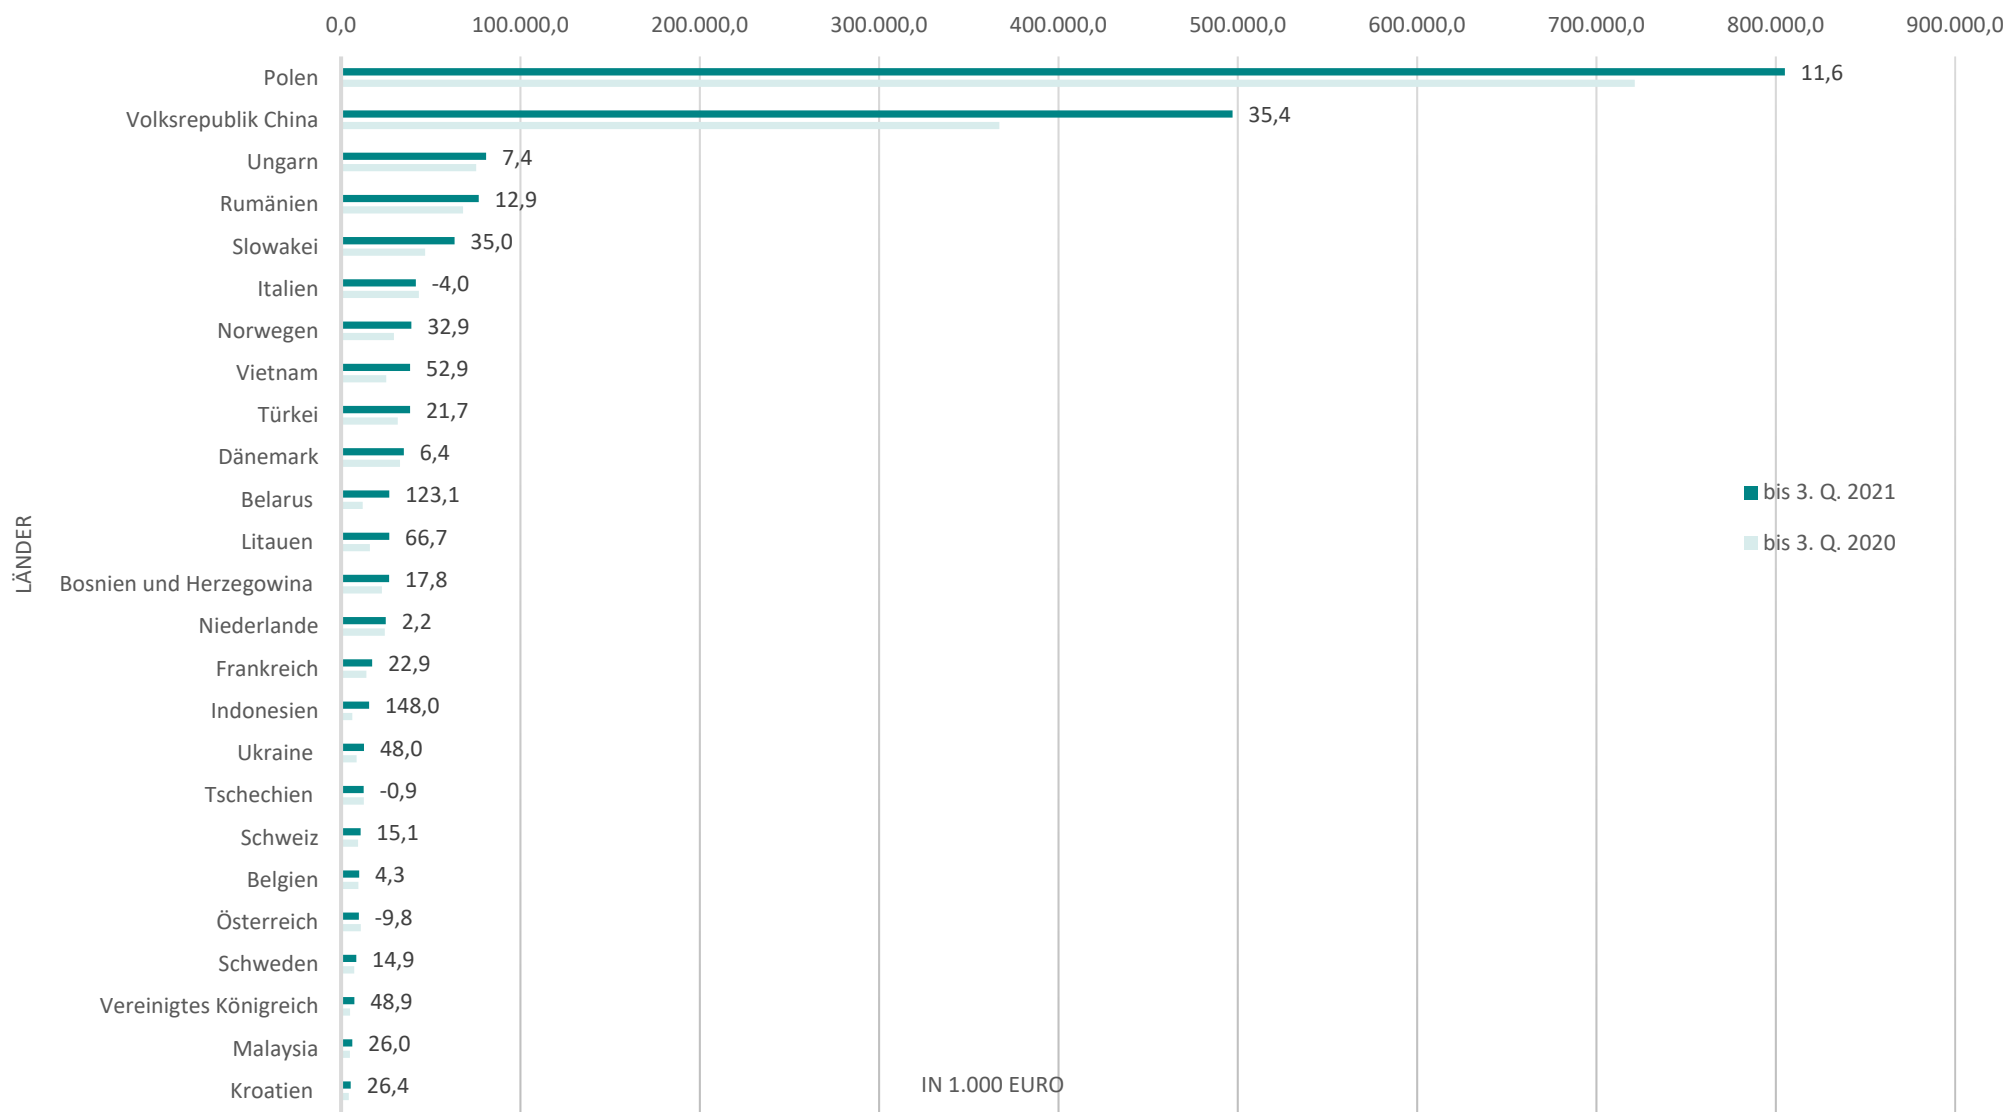 0,0 100.000,0 200.000,0 300.000,0 400.000,0 500.000,0 600.000,0 700.000,0 800.000,0 900.000,0
Polen 11,6
Volksrepublik China 35,4
Ungarn 7,4
Rumänien 12,9
Slowakei 35,0
Italien -4,0
Norwegen 32,9
Vietnam 52,9
Türkei 21,7
Dänemark 6,4
Belarus 123,1
bis 3. Q. 2021
Litauen 66,7
bis 3. Q. 2020
LÄNDER
Bosnien und Herzegowina 17,8
Niederlande 2,2
Frankreich 22,9
Indonesien 148,0
Ukraine 48,0
Tschechien -0,9
Schweiz 15,1
Belgien 4,3
Österreich -9,8
Schweden 14,9
Vereinigtes Königreich 48,9
Malaysia 26,0
Kroatien 26,4
IN 1.000 EURO